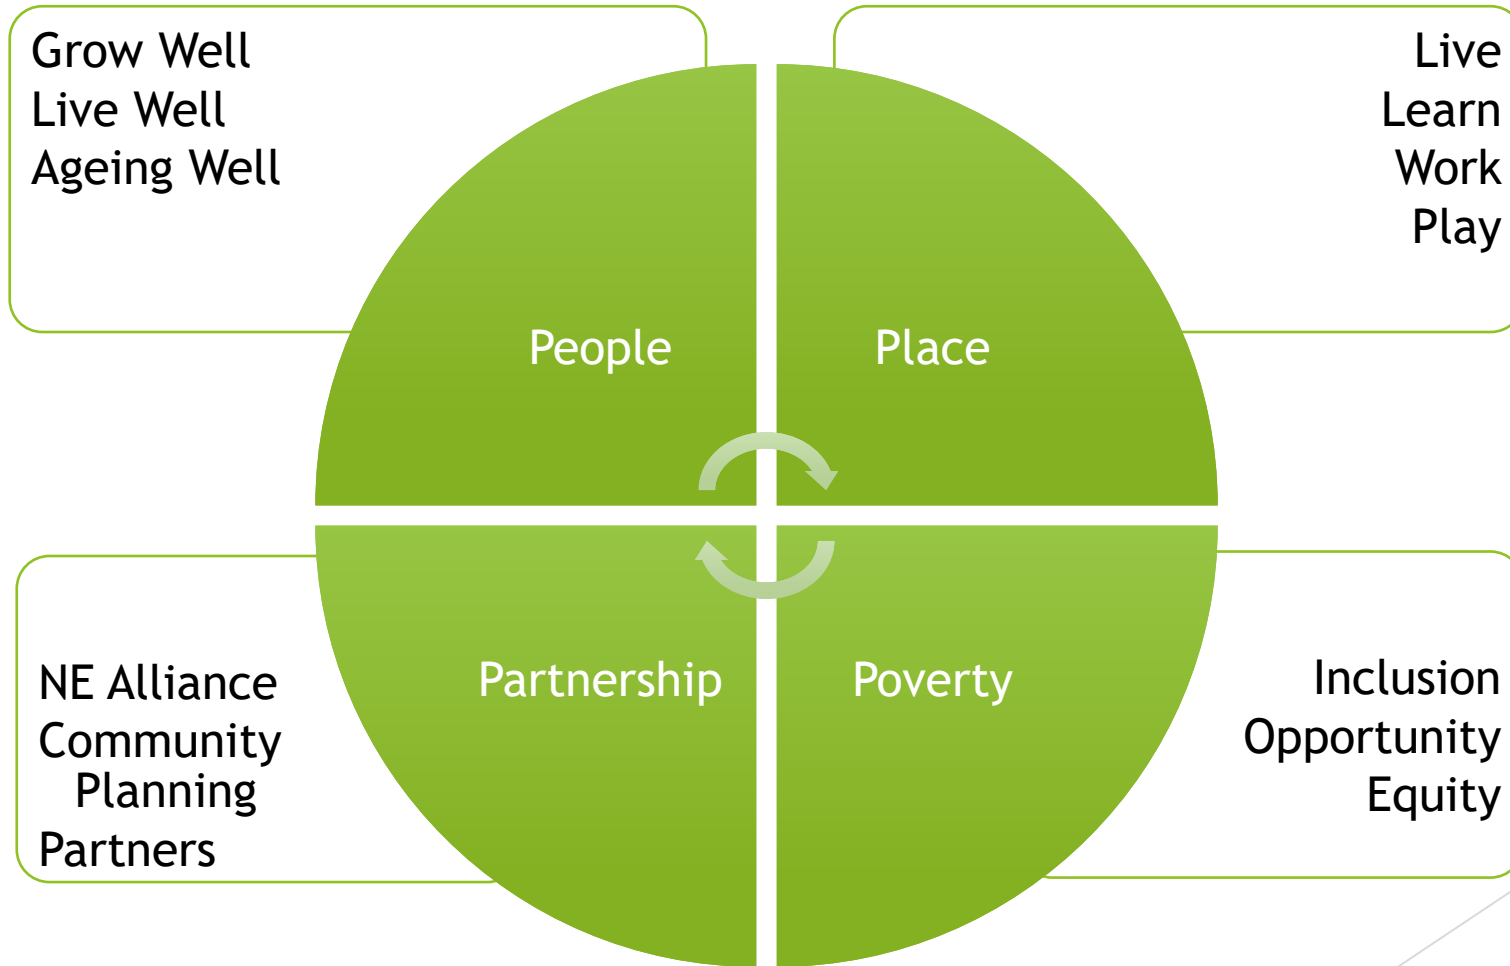 Grow Well
Live Well
Ageing Well
Live
Learn
Work
Play
People
Place
Partnership
Poverty
NE Alliance
Community
Planning
Partners
Inclusion
Opportunity
Equity